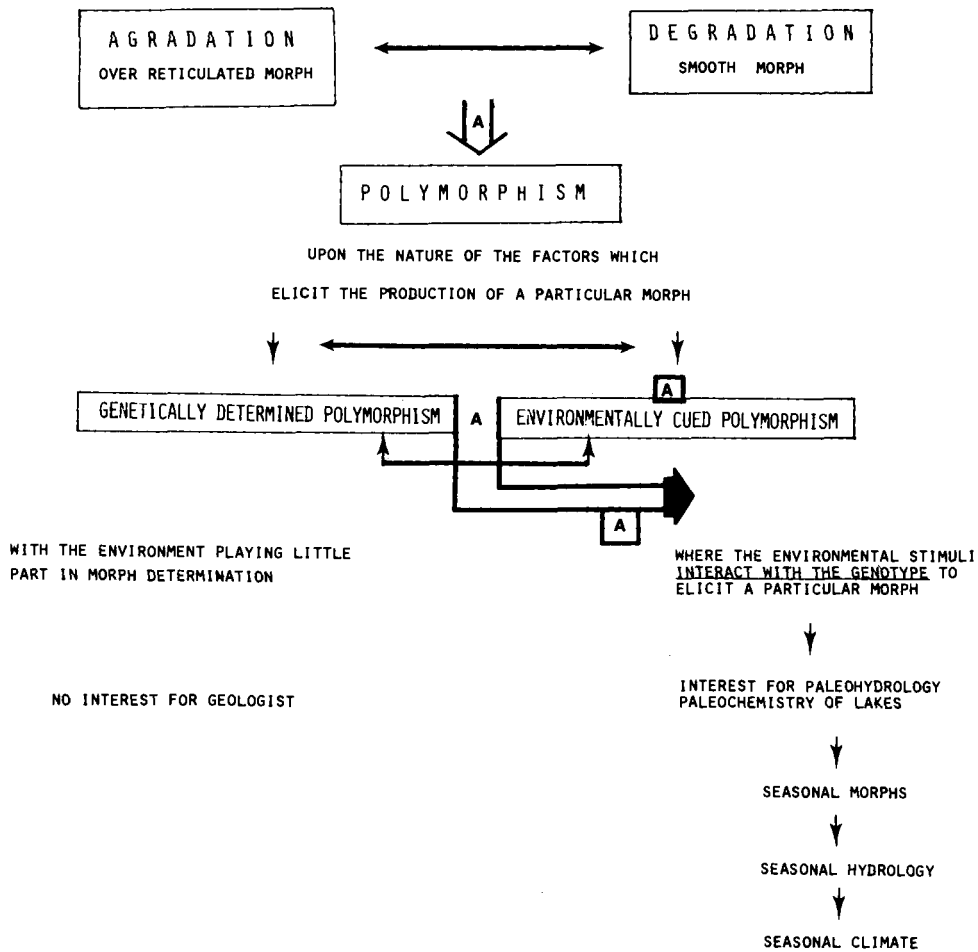 AGRADATION
OVER RETICULATED MORPH
DEGRADATION
SMOOTH MORPH
A
POLYMORPHISM
UPON THE NATURE OF THE FACTORS WHICH
ELICIT THE PRODUCTION OF A PARTICULAR MORPH
A
GENETICALLY DETERMINED POLYMORPHISM
A
ENVIRONMENTALLY CUED POLYMORPHISM
A
WITH THE ENVIRONMENT PLAYING LITTLE
PART IN MORPH DETERMINATION
WHERE THE ENVIRONMENTAL STIMULI
INTERACT WITH THE GENOTYPE TO
ELICIT A PARTICULAR MORPH
NO INTEREST FOR GEOLOGIST
INTEREST FOR PALEOHYDROLOGY
PALEOCHEMISTRY OF LAKES
SEASONAL MORPHS
SEASONAL HYDROLOGY
SEASONAL CLIMATE